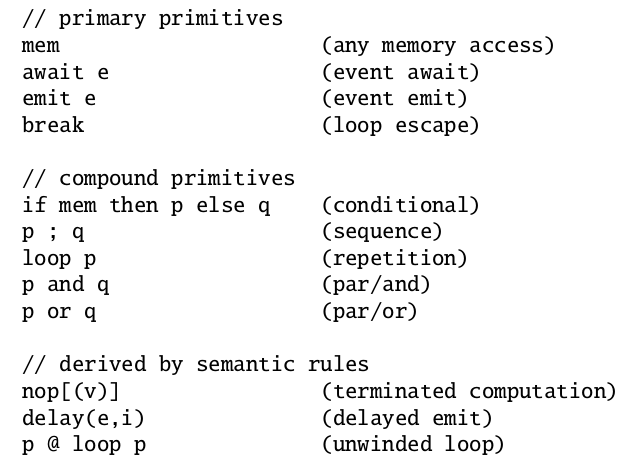 // primary primitives
mem (any memory access)
await e (event await)
emit e (event emit)
break (loop escape)
// compound primitives
if mem then p else q (conditional)
p ; q (sequence)
loop p (repetition)
p and q (par/and)
p or q (par/or)
// derived by semantic rules
nop[(v)] (terminated computation)
delay(e,i) (delayed emit)
p @ loop p (unwinded loop)